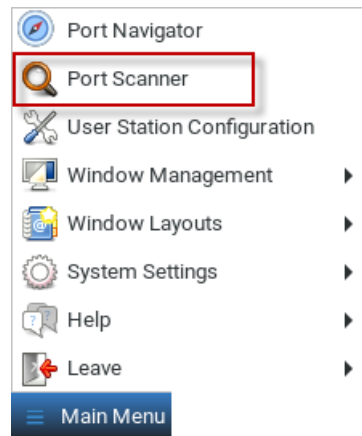 Port Navigator
Port Scanner
User Station Configuration
Window Management
Window Layouts
System Settings
Help
Leave
Main Menu